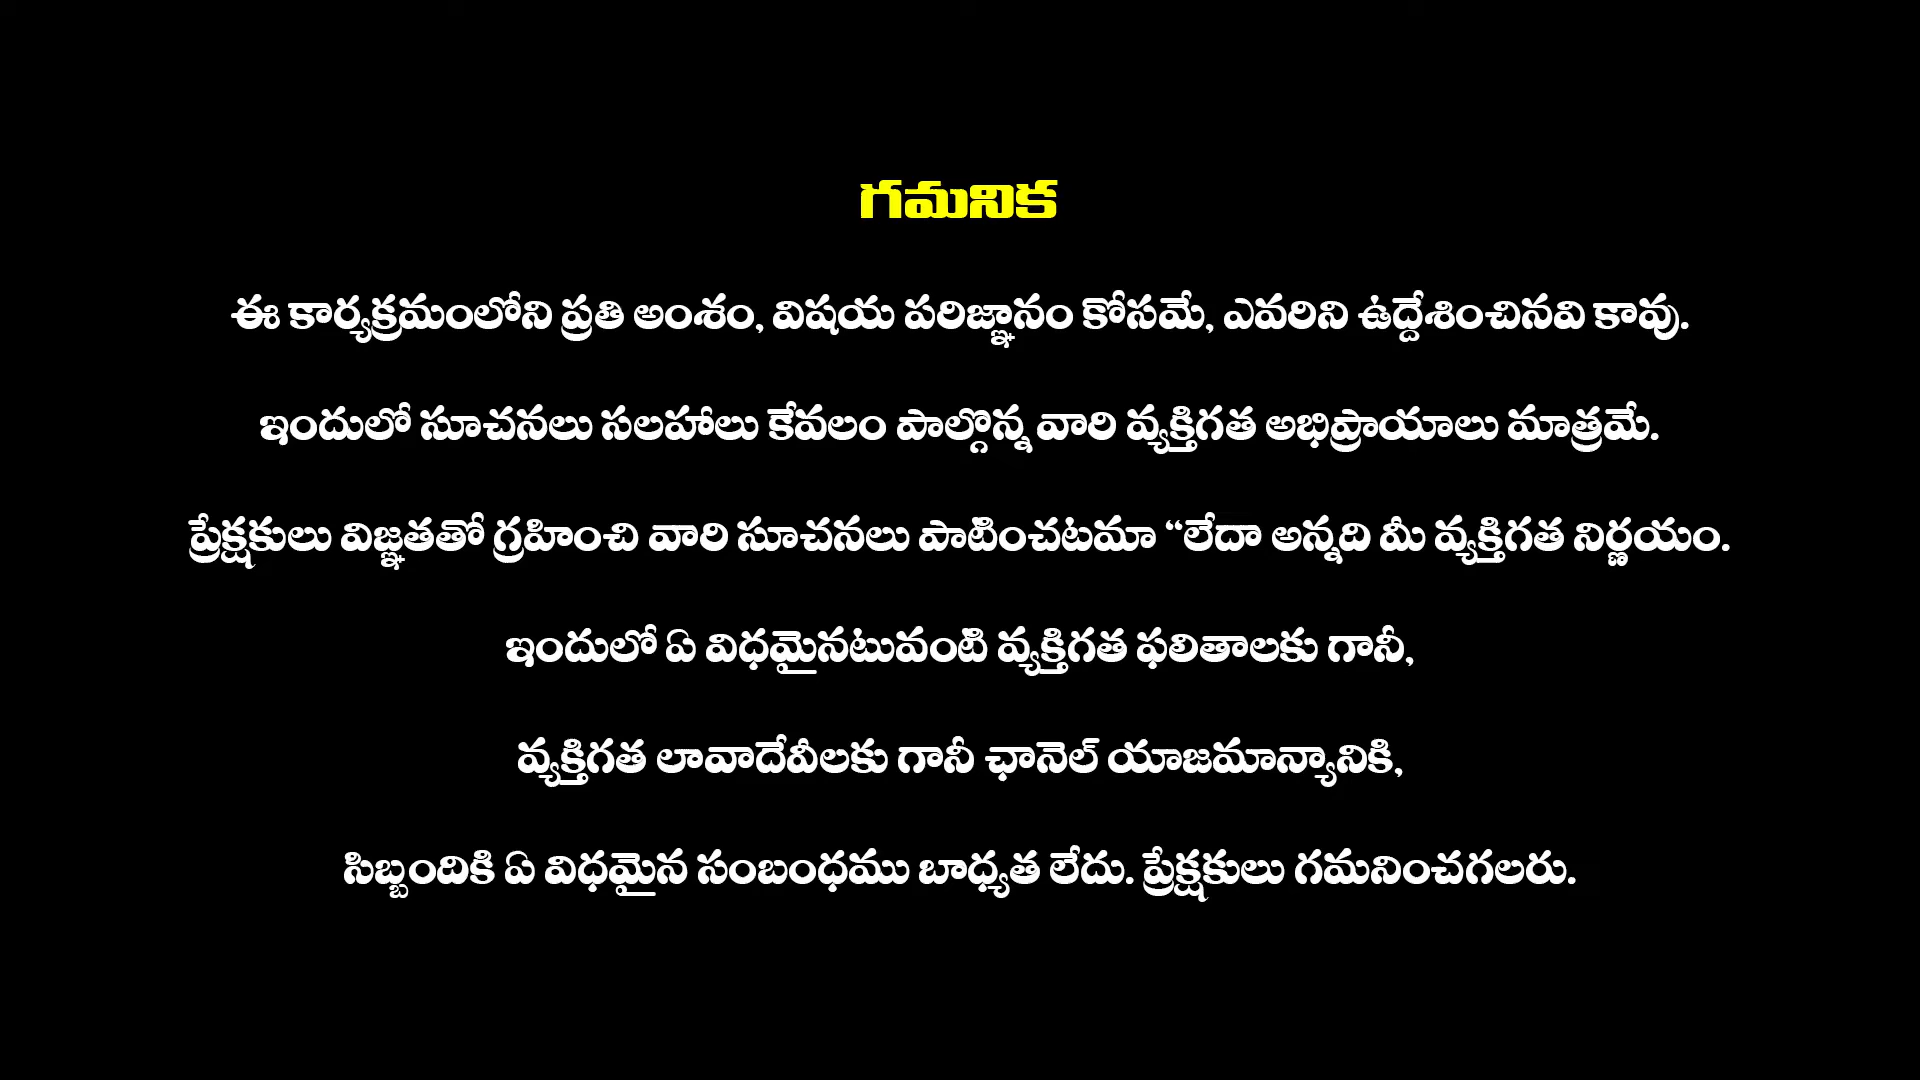 గమనిక
ఈ కార్యక్రమంలోని ప్రతి అంశం, విషయ పరిజ్ఞానం కోసమే, ఎవరిని ఉద్దేశించినవి కావు.
ఇందులో సూచనలు సలహాలు కేవలం పాల్గొన్న వారి వ్యక్తిగత అభిప్రాయాలు మాత్రమే.
ప్రేక్షకులు విజ్ఞతతో గ్రహించి వారి సూచనలు పాటించటమా “లేదా అన్నది మీ వ్యక్తిగత నిర్ణయం.
ఇందులో ఏ విధమైనటువంటి వ్యక్తిగత ఫలితాలకు గానీ,
వ్యక్తిగత లావాదేవీలకు గానీ ఛానెల్ యాజమాన్యానికి,
సిబ్బందికి ఏ విధమైన సంబంధము బాధ్యత లేదు. ప్రేక్షకులు గమనించగలరు.